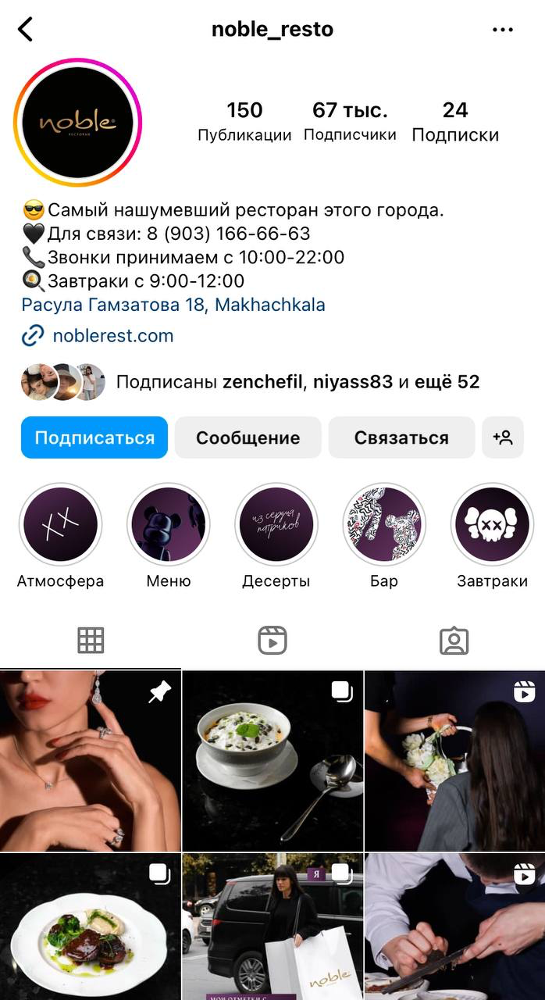 noble_resto
noble
РЕСТОРАН
150
Публикации
67 тыс.
Подписчики
24
Подписки
Самый нашумевший ресторан этого города.
Для связи: 8 (903) 166-66-63
Звонки принимаем с 10:00-22:00
Завтраки с 9:00-12:00
Расула Гамзатова 18, Makhachkala
noblerest.com
Подписаны zenchefil, niyass83 и ещё 52
Подписаться
Сообщение
Связаться
XX
из сердца
патриков
XX
Атмосфера
Меню
Десерты
Бар
Завтраки
Я
noble
МОИ ОТМЕТКИ С